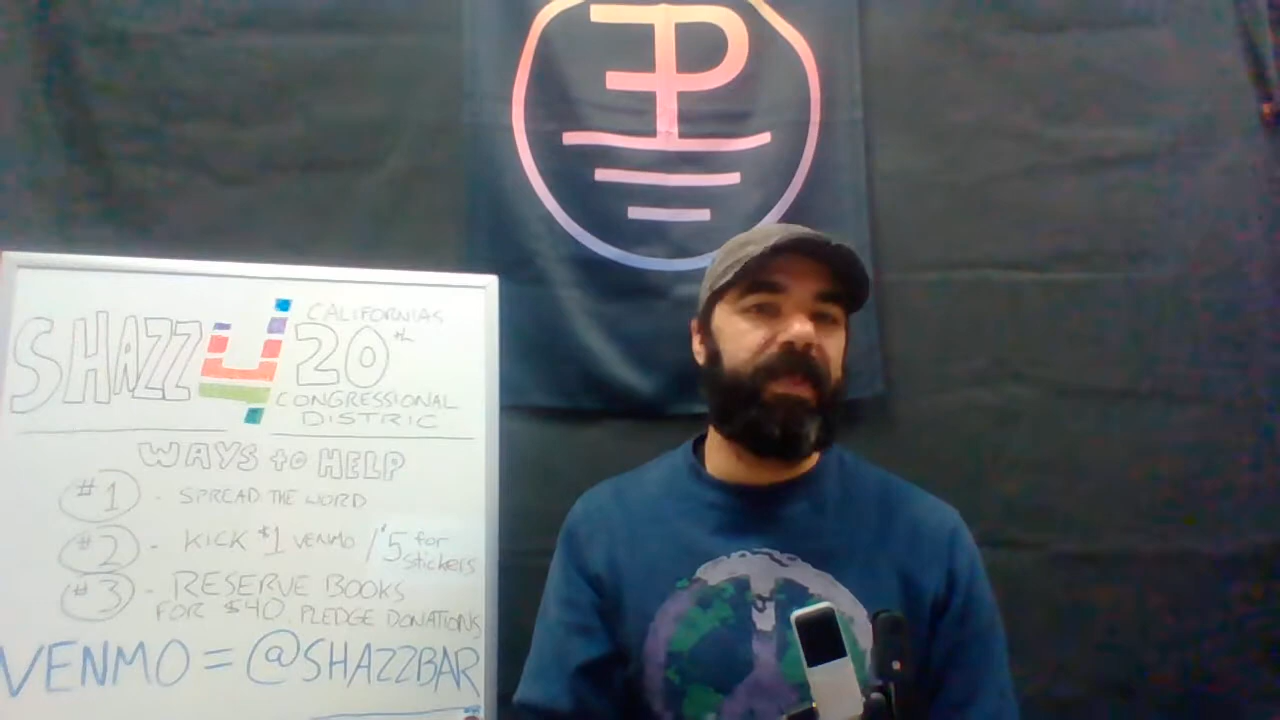 SHAZZ 4 CALIFORNIAS
20th
CONGRESSIONAL
DISTRIC
WAYS to HELP
#1 - SPREAD THE WORD
#2 - KICK $1 VENMO / $5 for stickers
#3 - RESERVE BOOKS
FOR $40. PLEDGE DONATIONS
VENMO = @SHAZZBAR